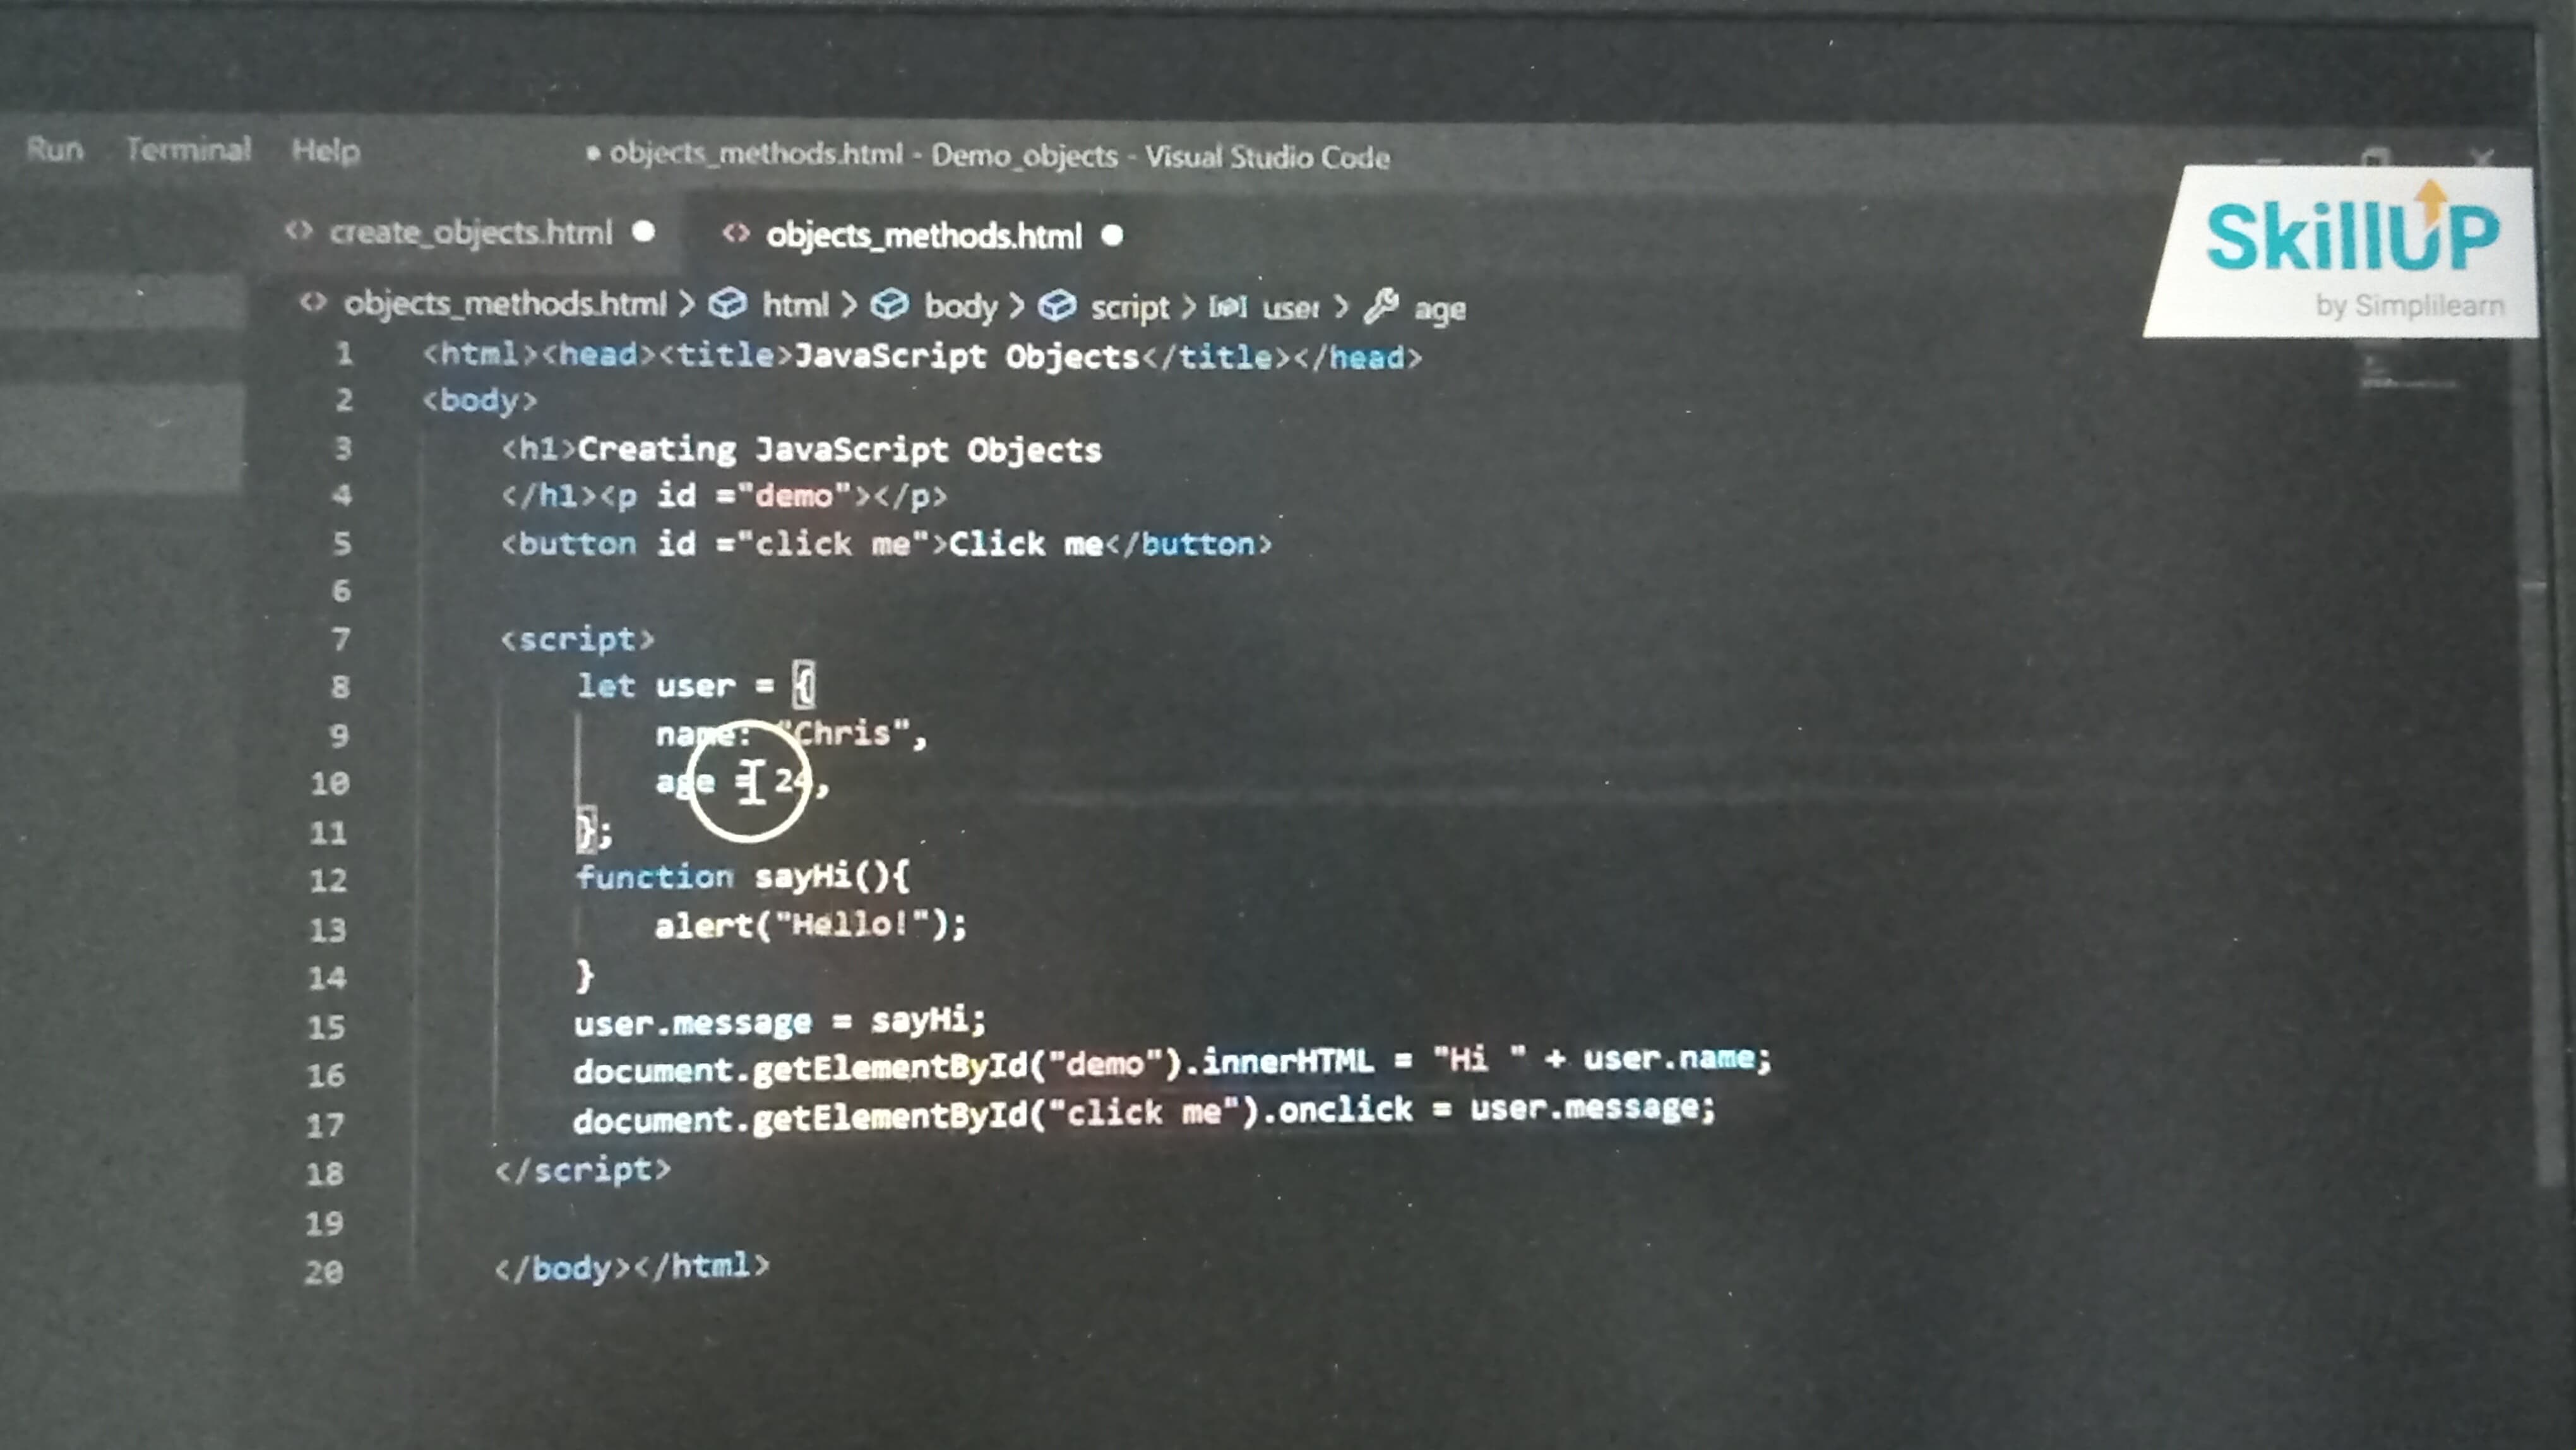 Run Terminal Help
● objects_methods.html - Demo_objects - Visual Studio Code
SkillUP
by Simplilearn
<> create_objects.html ● <> objects_methods.html ●
<> objects_methods.html > html > body > script > user > age
1 <html><head><title>JavaScript Objects</title></head>
2 <body>
3 <h1>Creating JavaScript Objects
4 </h1><p id ="demo"></p>
5 <button id ="click me">Click me</button>
6
7 <script>
8 let user = {
9 name: "Chris",
10 age = 24,
11 };
12 function sayHi(){
13 alert("Hello!");
14 }
15 user.message = sayHi;
16 document.getElementById("demo").innerHTML = "Hi " + user.name;
17 document.getElementById("click me").onclick = user.message;
18 </script>
19
20 </body></html>